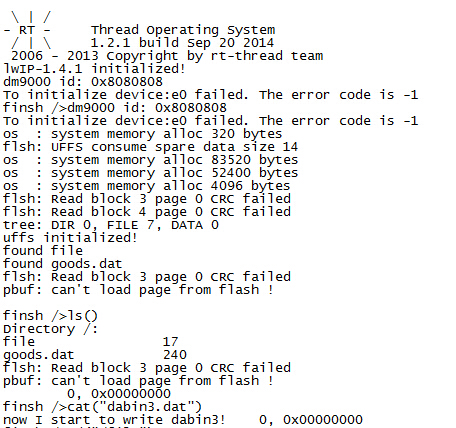 \ | /
- RT -     Thread Operating System
/ | \     1.2.1 build Sep 20 2014
2006 - 2013 Copyright by rt-thread team
lwIP-1.4.1 initialized!
dm9000 id: 0x8080808
To initialize device:e0 failed. The error code is -1
finsh />dm9000 id: 0x8080808
To initialize device:e0 failed. The error code is -1
os  : system memory alloc 320 bytes
flsh: UFFS consume spare data size 14
os  : system memory alloc 83520 bytes
os  : system memory alloc 52400 bytes
os  : system memory alloc 4096 bytes
flsh: Read block 3 page 0 CRC failed
flsh: Read block 4 page 0 CRC failed
tree: DIR 0, FILE 7, DATA 0
uffs initialized!
found file
found goods.dat
flsh: Read block 3 page 0 CRC failed
pbuf: can't load page from flash !
finsh />ls()
Directory /:
file                17
goods.dat           240
flsh: Read block 3 page 0 CRC failed
pbuf: can't load page from flash !
0, 0x00000000
finsh />cat("dabin3.dat")
now I start to write dabin3!    0, 0x00000000